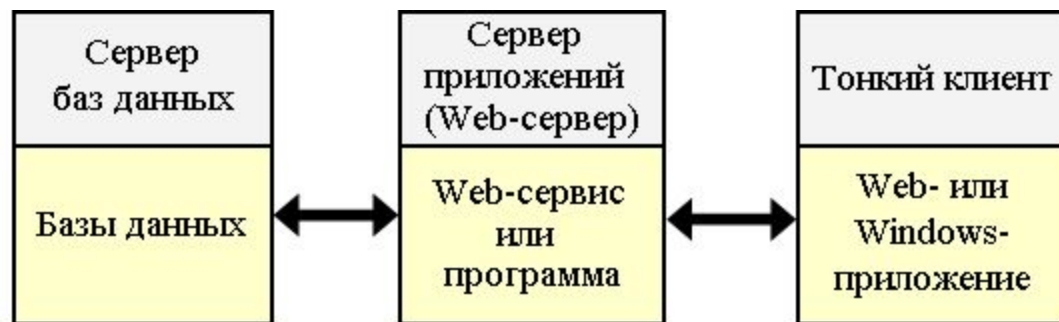 Сервер
баз данных
Базы данных
Сервер
приложений
(Web-сервер)
Web-сервис
или
программа
Тонкий клиент
Web- или
Windows-
приложение